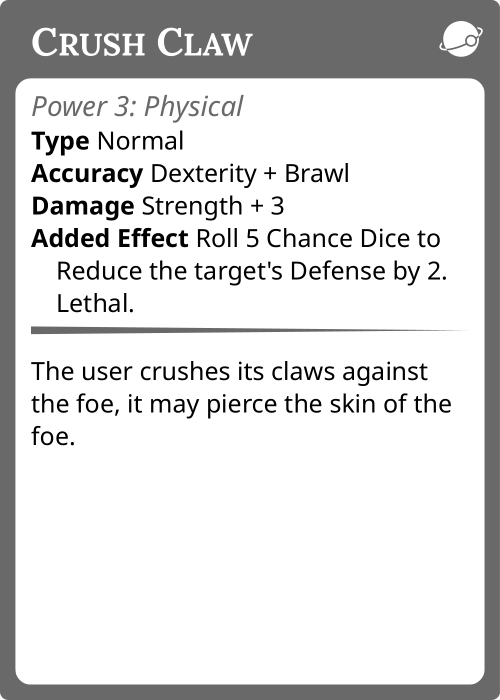 Crush Claw
Power 3: Physical
Type Normal
Accuracy Dexterity + Brawl
Damage Strength + 3
Added Effect Roll 5 Chance Dice to
Reduce the target's Defense by 2.
Lethal.
The user crushes its claws against
the foe, it may pierce the skin of the
foe.